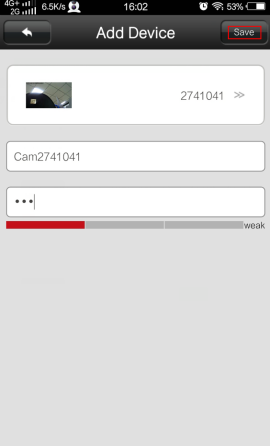 4G+ 6.5K/s 16:02 53%
2G
Add Device Save
2741041 >>
Cam2741041
•••
weak